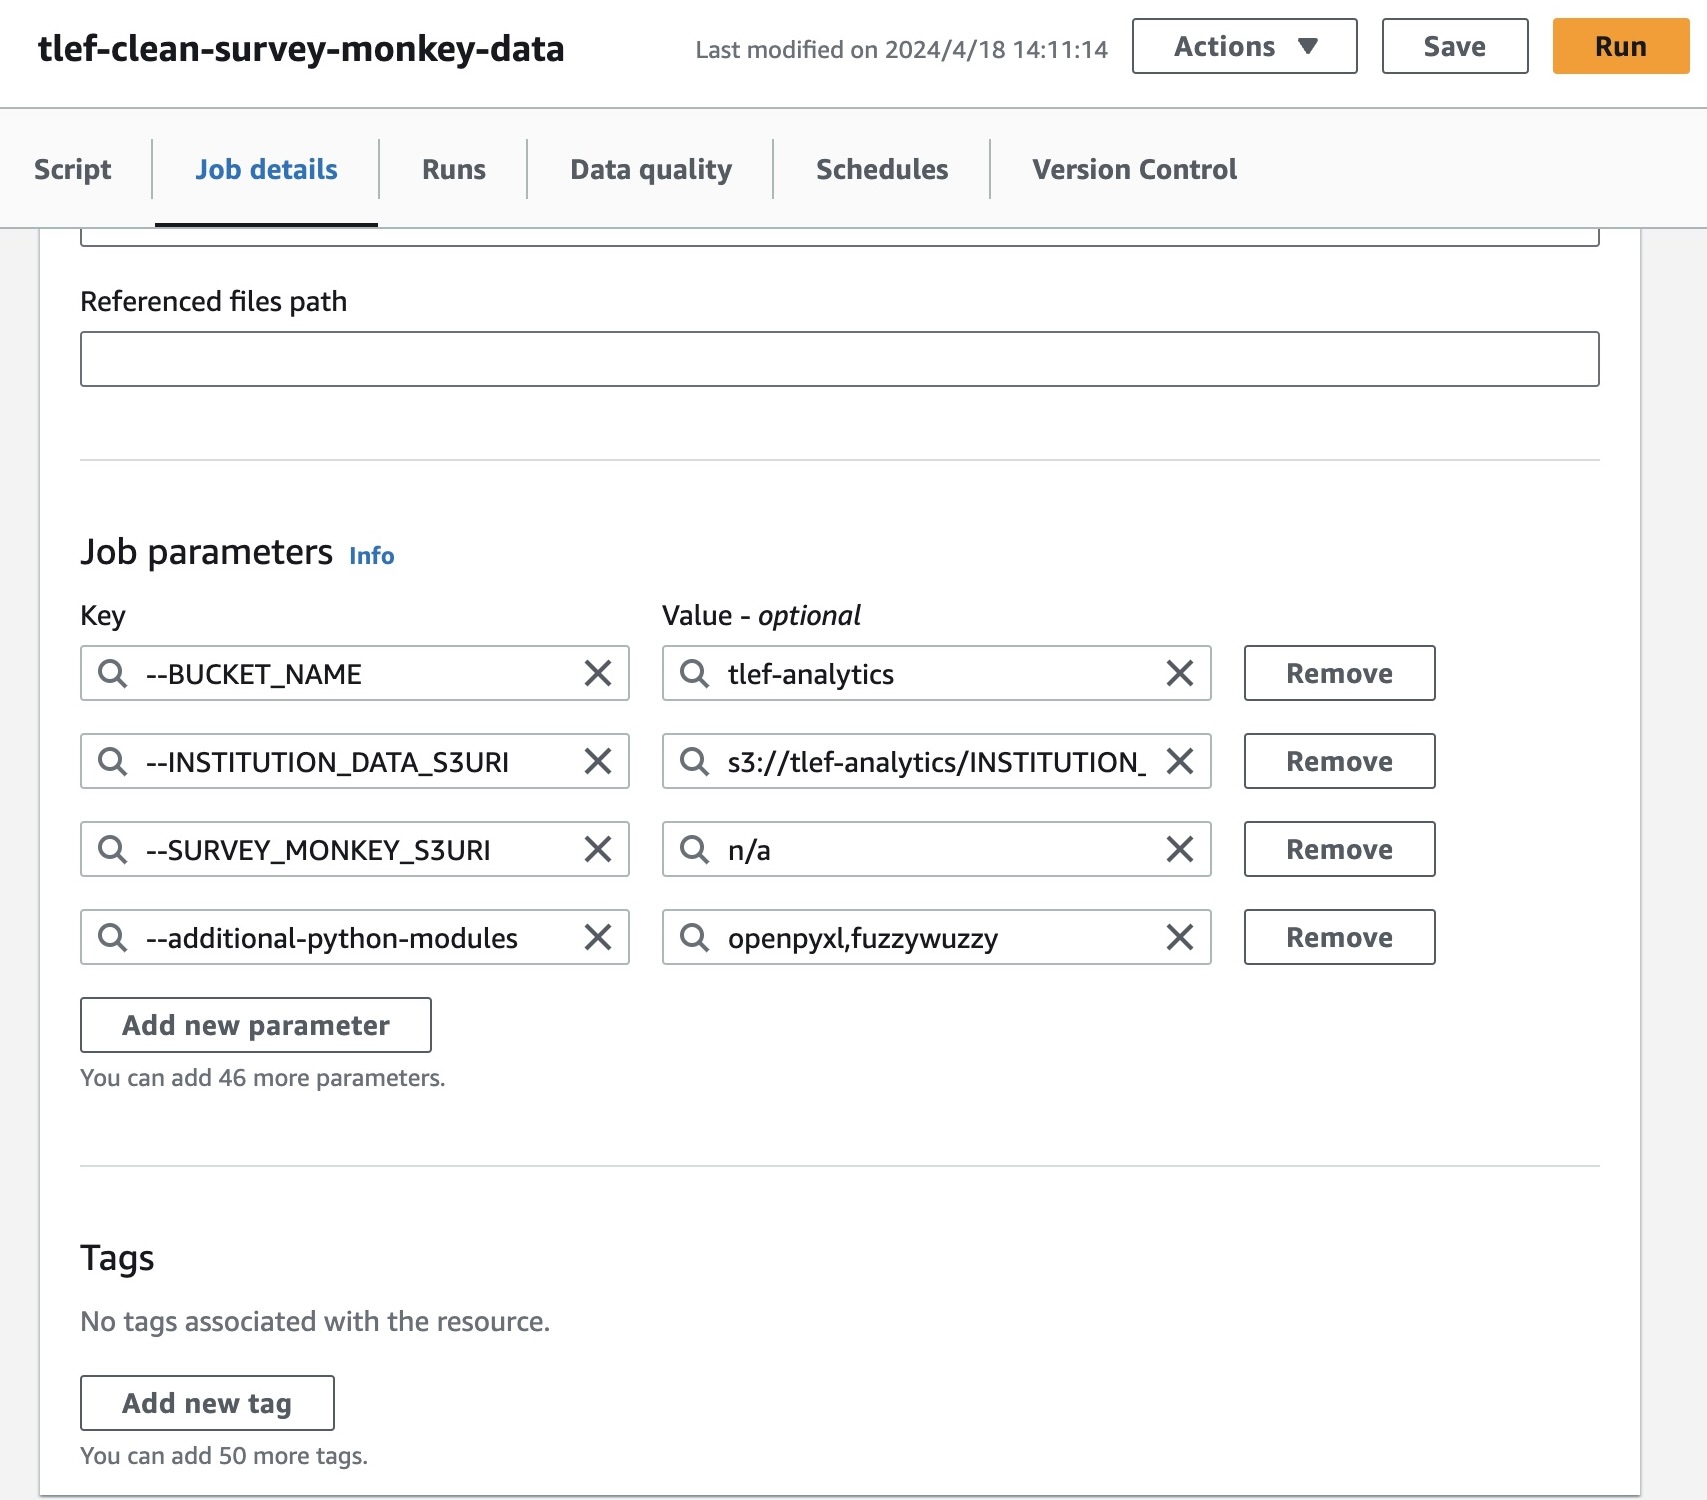 tlef-clean-survey-monkey-data Last modified on 2024/4/18 14:11:14 Actions Save Run
Script Job details Runs Data quality Schedules Version Control
Referenced files path
Job parameters Info
Key Value - optional
--BUCKET_NAME tlef-analytics Remove
--INSTITUTION_DATA_S3URI s3://tlef-analytics/INSTITUTION_ Remove
--SURVEY_MONKEY_S3URI n/a Remove
--additional-python-modules openpyxl,fuzzywuzzy Remove
Add new parameter
You can add 46 more parameters.
Tags
No tags associated with the resource.
Add new tag
You can add 50 more tags.